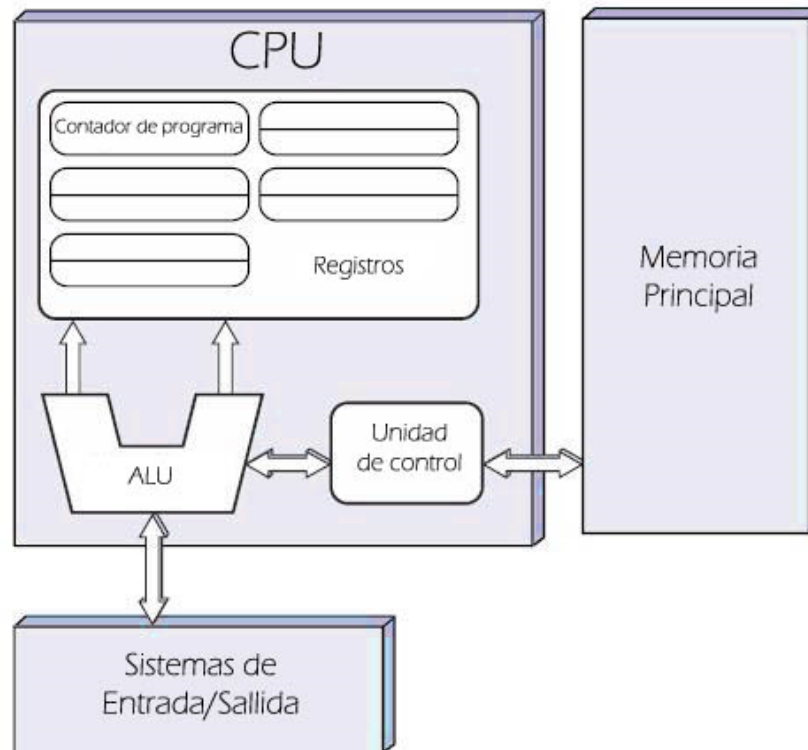 CPU
Contador de programa
Registros
Memoria
Principal
ALU
Unidad
de control
Sistemas de
Entrada/Sallida